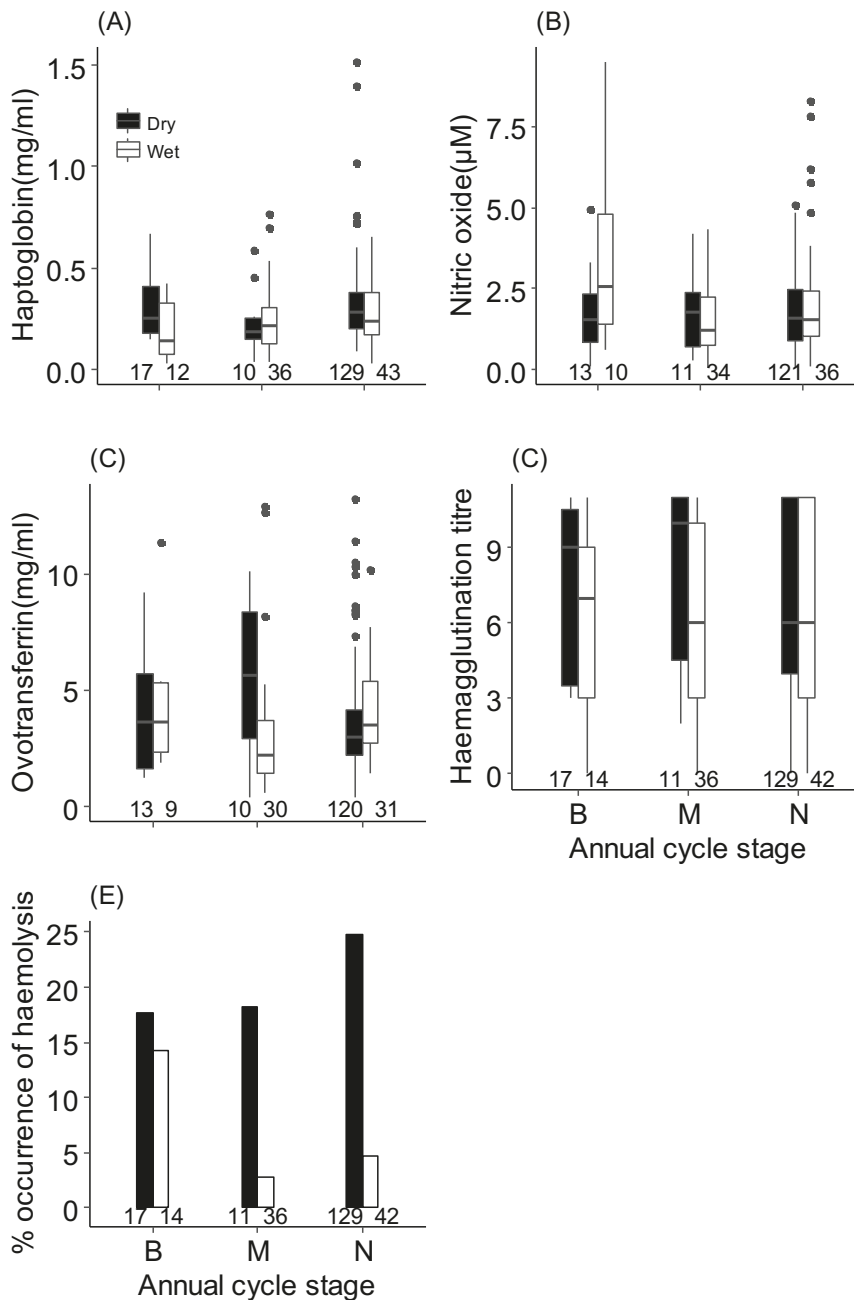 (A)
Haptoglobin(mg/ml)
1.5
1.0
0.5
0.0
Dry
Wet
17 12
10 36
129 43
(B)
Nitric oxide(µM)
7.5
5.0
2.5
0.0
13 10
11 34
121 36
(C)
Ovotransferrin(mg/ml)
10
5
0
13 9
10 30
120 31
(C)
Haemagglutination titre
9
6
3
0
17 14
11 36
129 42
B M N
Annual cycle stage
(E)
% occurrence of haemolysis
25
20
15
10
5
0
17 14
11 36
129 42
B M N
Annual cycle stage